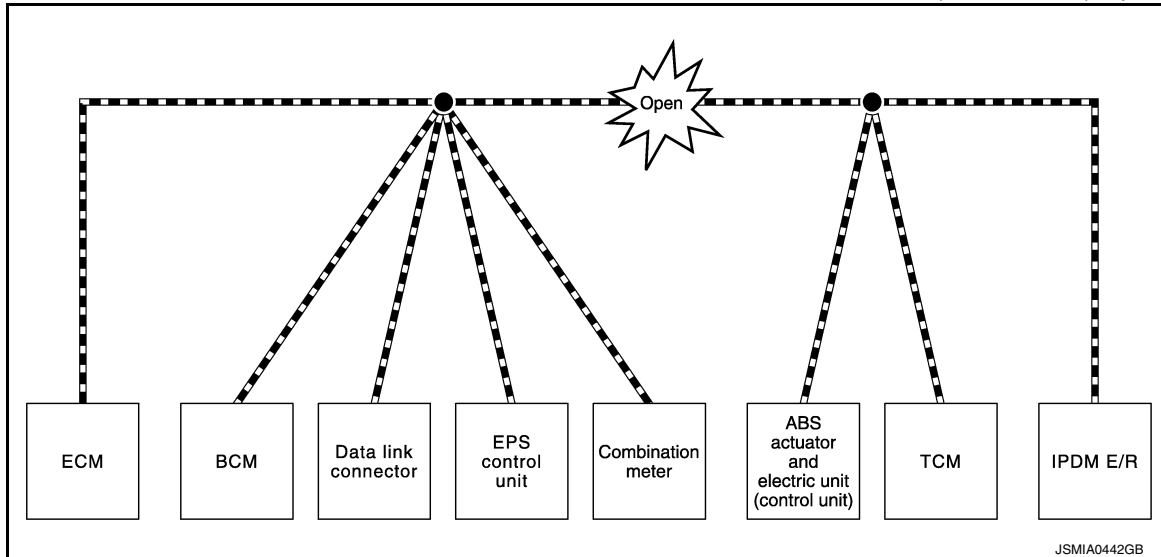 Open
ECM
BCM
Data link
connector
EPS
control
unit
Combination
meter
ABS
actuator
and
electric unit
(control unit)
TCM
IPDM E/R
JSMIA0442GB